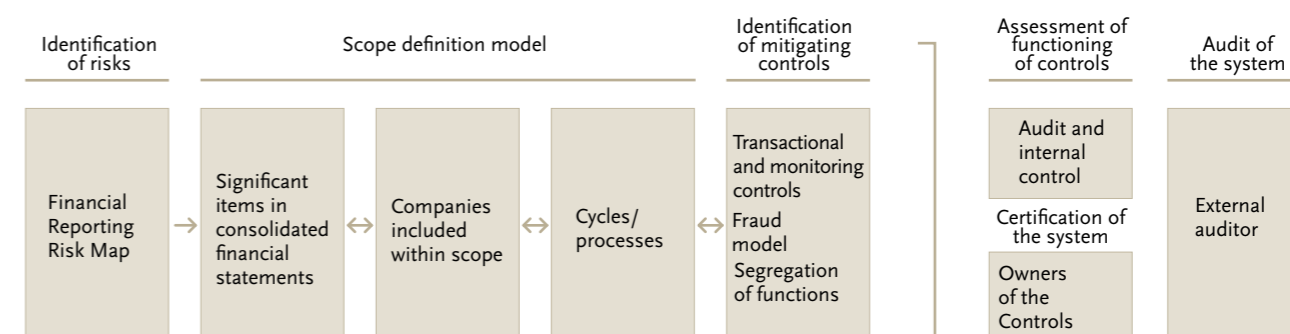 Identification
of risks
Scope definition model
Identification
of mitigating
controls
Assessment of
functioning
of controls
Audit of
the system
Financial
Reporting
Risk Map
Significant
items in
consolidated
financial
statements
Companies
included
within scope
Cycles/
processes
Transactional
and monitoring
controls
Fraud
model
Segregation
of functions
Audit and
internal
control
Certification of
the system
Owners
of the
Controls
External
auditor